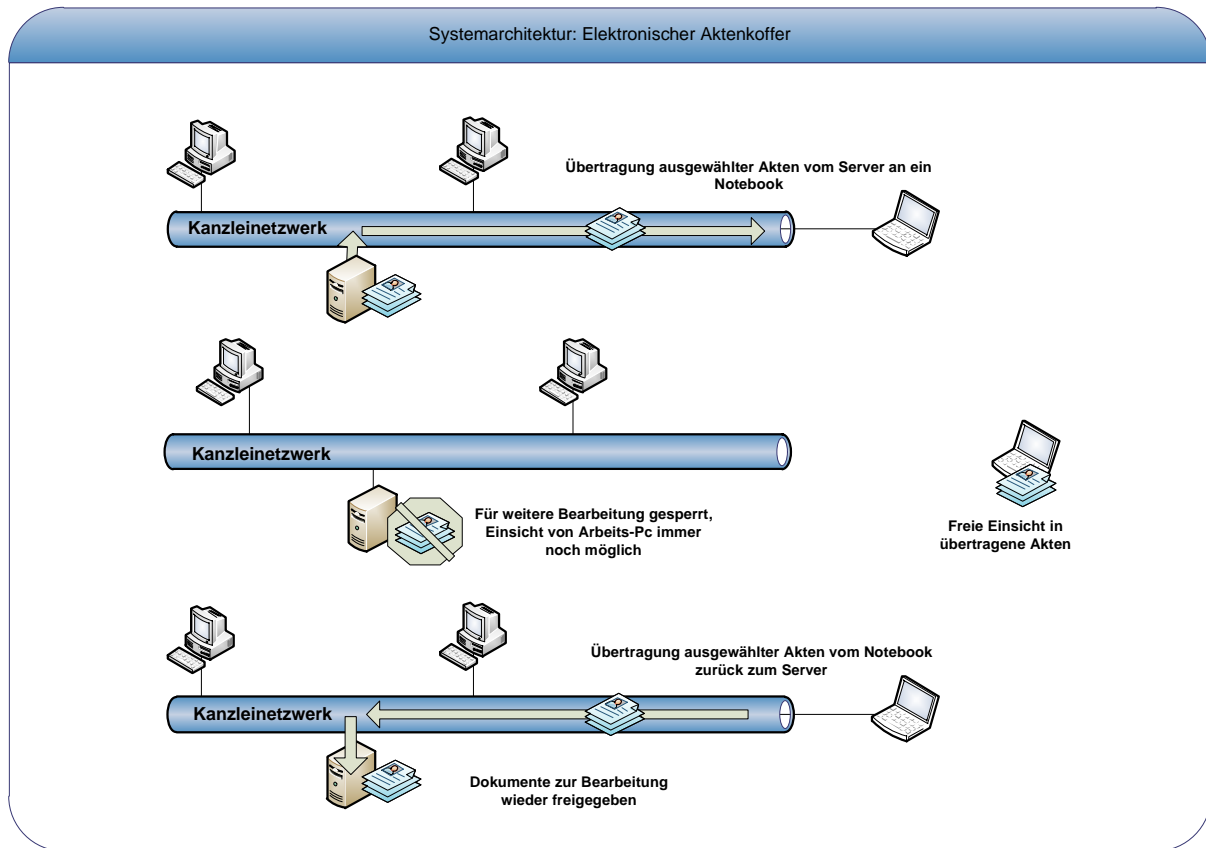 Systemarchitektur: Elektronischer Aktenkoffer
Übertragung ausgewählter Akten vom Server an ein
Notebook
Kanzleinetzwerk
Kanzleinetzwerk
Für weitere Bearbeitung gesperrt,
Einsicht von Arbeits-Pc immer
noch möglich
Freie Einsicht in
übertragene Akten
Übertragung ausgewählter Akten vom Notebook
zurück zum Server
Kanzleinetzwerk
Dokumente zur Bearbeitung
wieder freigegeben